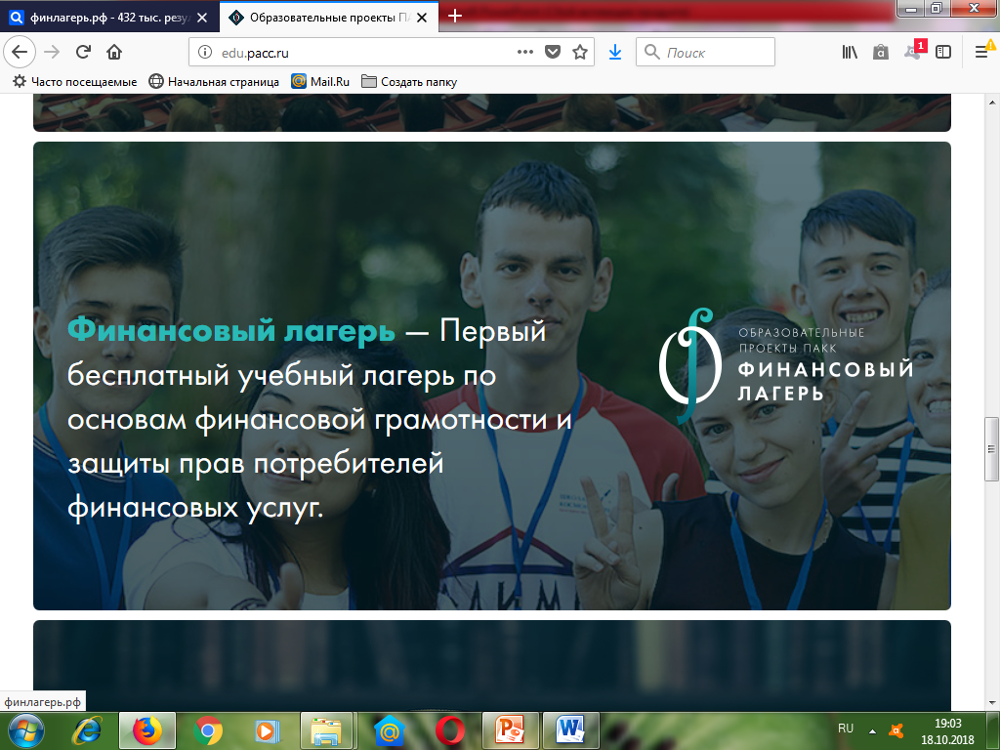 финлагерь.рф - 432 тыс. резу
Образовательные проекты ПА
edu.pacc.ru
Поиск
1
Часто посещаемые
Начальная страница
Mail.Ru
Создать папку
Финансовый лагерь — Первый
бесплатный учебный лагерь по
основам финансовой грамотности и
защиты прав потребителей
финансовых услуг.
ОБРАЗОВАТЕЛЬНЫЕ
ПРОЕКТЫ ПАКК
ФИНАНСОВЫЙ
ЛАГЕРЬ
финлагерь.рф
RU
19:03
18.10.2018